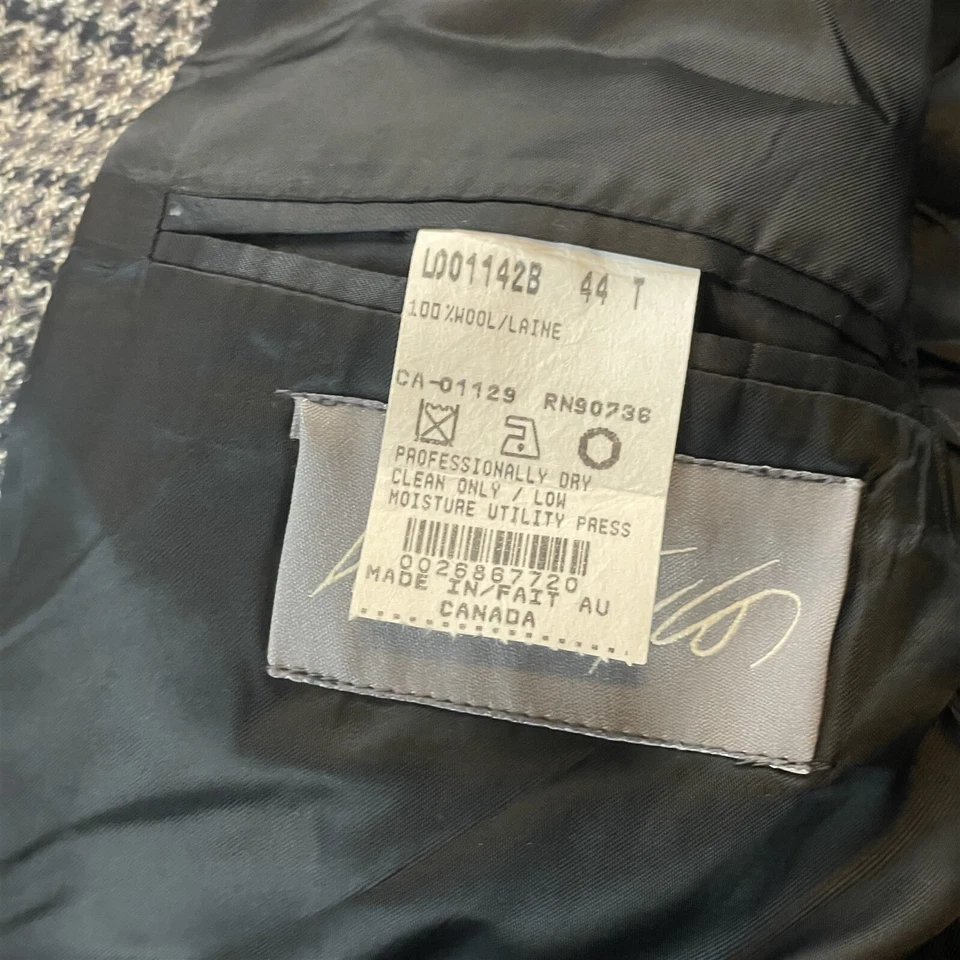 L001142B 44 T
100%WOOL/LAINE
CA-01129 RN90736
PROFESSIONALLY DRY
CLEAN ONLY / LOW
MOISTURE UTILITY PRESS
0026867720
MADE IN/FAIT AU
CANADA